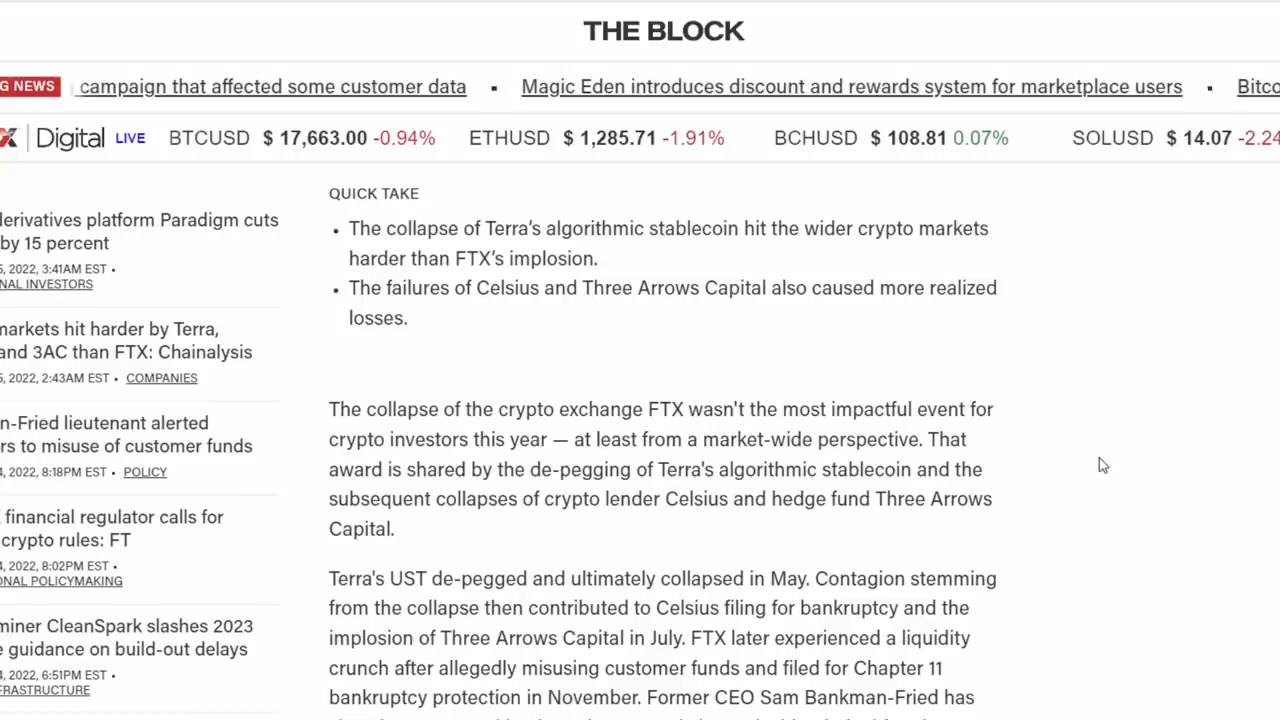 THE BLOCK
G NEWS campaign that affected some customer data ▪ Magic Eden introduces discount and rewards system for marketplace users ▪ Bitco
X | Digital LIVE BTCUSD $ 17,663.00 -0.94% ETHUSD $ 1,285.71 -1.91% BCHUSD $ 108.81 0.07% SOLUSD $ 14.07 -2.24
derivatives platform Paradigm cuts
by 15 percent
5, 2022, 3:41AM EST •
NAL INVESTORS
markets hit harder by Terra,
and 3AC than FTX: Chainalysis
5, 2022, 2:43AM EST • COMPANIES
n-Fried lieutenant alerted
rs to misuse of customer funds
4, 2022, 8:18PM EST • POLICY
financial regulator calls for
crypto rules: FT
4, 2022, 8:02PM EST •
ONAL POLICYMAKING
miner CleanSpark slashes 2023
e guidance on build-out delays
4, 2022, 6:51PM EST •
FRASTRUCTURE
QUICK TAKE
• The collapse of Terra’s algorithmic stablecoin hit the wider crypto markets
harder than FTX’s implosion.
• The failures of Celsius and Three Arrows Capital also caused more realized
losses.
The collapse of the crypto exchange FTX wasn't the most impactful event for
crypto investors this year — at least from a market-wide perspective. That
award is shared by the de-pegging of Terra's algorithmic stablecoin and the
subsequent collapses of crypto lender Celsius and hedge fund Three Arrows
Capital.
Terra's UST de-pegged and ultimately collapsed in May. Contagion stemming
from the collapse then contributed to Celsius filing for bankruptcy and the
implosion of Three Arrows Capital in July. FTX later experienced a liquidity
crunch after allegedly misusing customer funds and filed for Chapter 11
bankruptcy protection in November. Former CEO Sam Bankman-Fried has